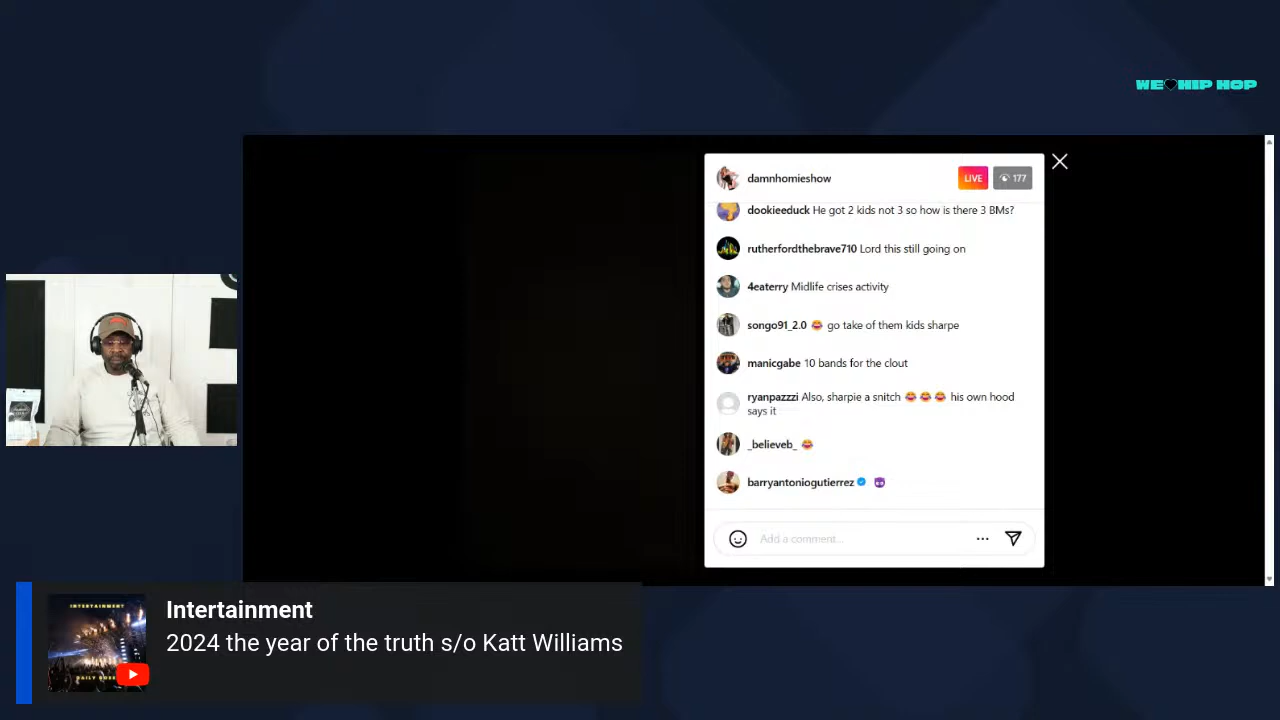 WE HIP HOP
damnhomieshow
LIVE
177
dookieeduck He got 2 kids not 3 so how is there 3 BMs?
rutherfordthebrave710 Lord this still going on
4eaterry Midlife crises activity
songo91_2.0 😂 go take of them kids sharpe
manicgabe 10 bands for the clout
ryanpazzzi Also, sharpie a snitch 😂😂😂 his own hood
says it
_believeb_ 😂
barryantoniogutierrez 😈
Add a comment...
INTERTAINMENT
DAILY
Intertainment
2024 the year of the truth s/o Katt Williams